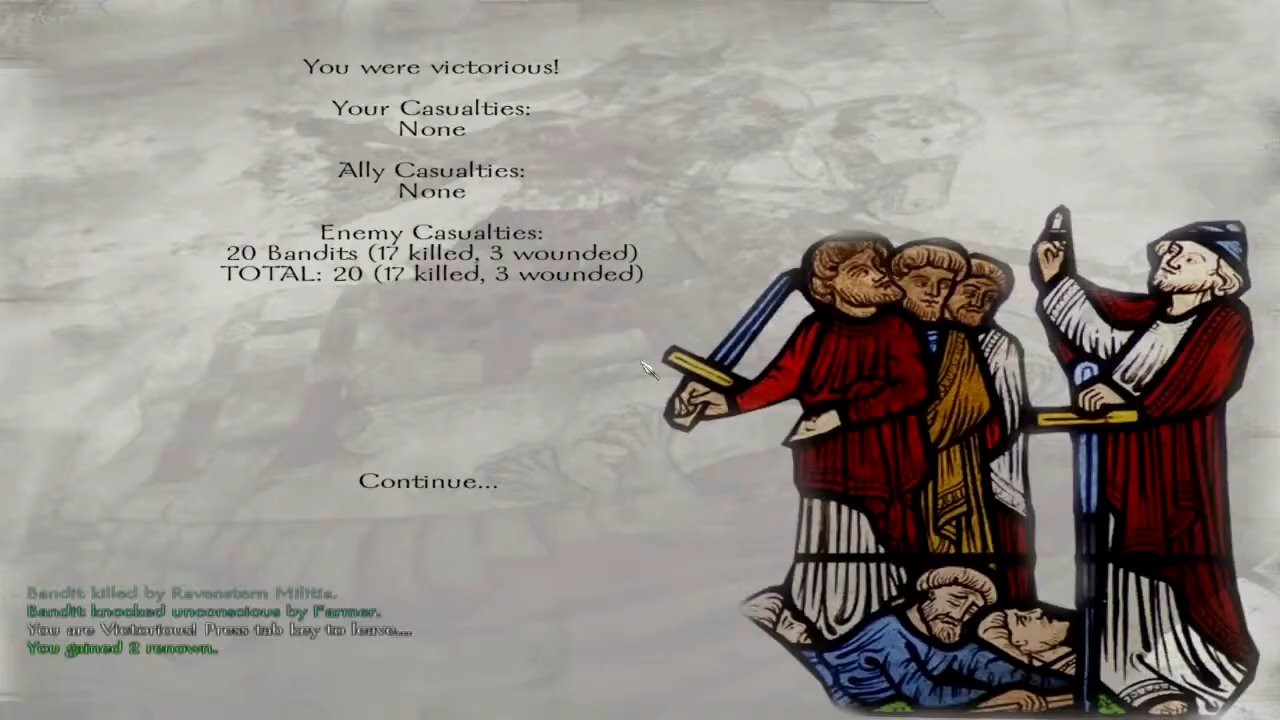 You were victorious!
Your Casualties:
None
Ally Casualties:
None
Enemy Casualties:
20 Bandits (17 killed, 3 wounded)
TOTAL: 20 (17 killed, 3 wounded)
Continue...
Bandit killed by Ravenstern Militia.
Bandit knocked unconscious by Farmer.
You are Victorious! Press tab key to leave...
You gained 2 renown.